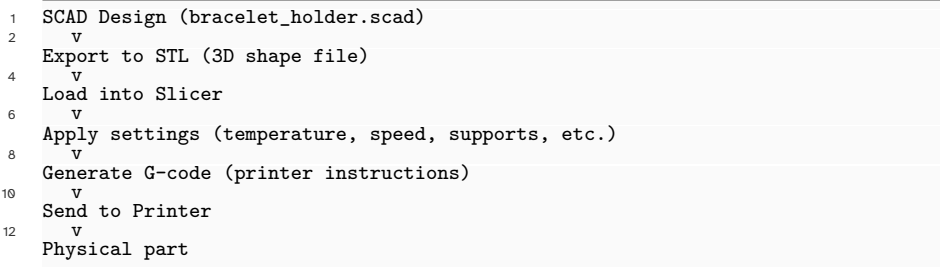 1 SCAD Design (bracelet_holder.scad)
2 v
Export to STL (3D shape file)
4 v
Load into Slicer
6 v
Apply settings (temperature, speed, supports, etc.)
8 v
Generate G-code (printer instructions)
10 v
Send to Printer
12 v
Physical part